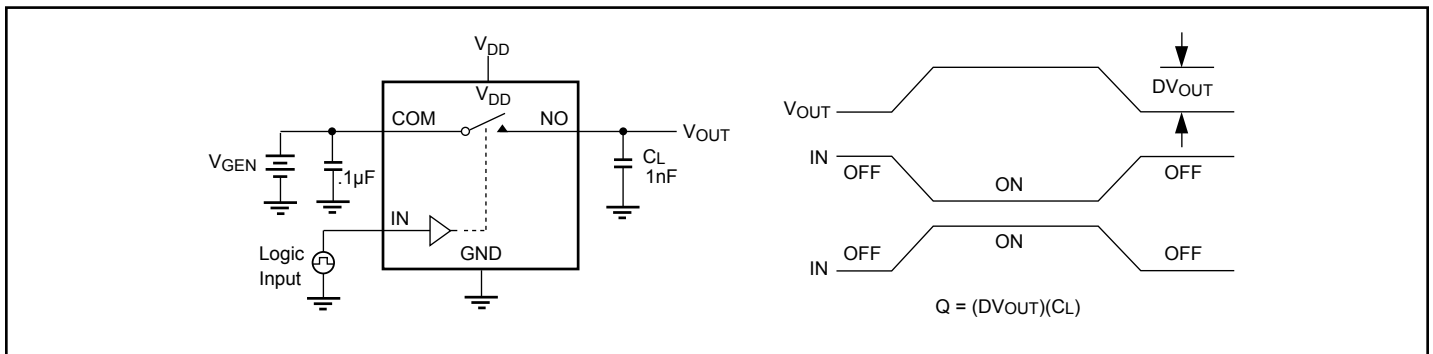 VDD
VDD
COM
NO
VOUT
VGEN
.1µF
CL
1nF
IN
Logic
Input
GND
DVOUT
VOUT
IN
OFF
ON
OFF
IN
OFF
ON
OFF
Q = (DVOUT)(CL)